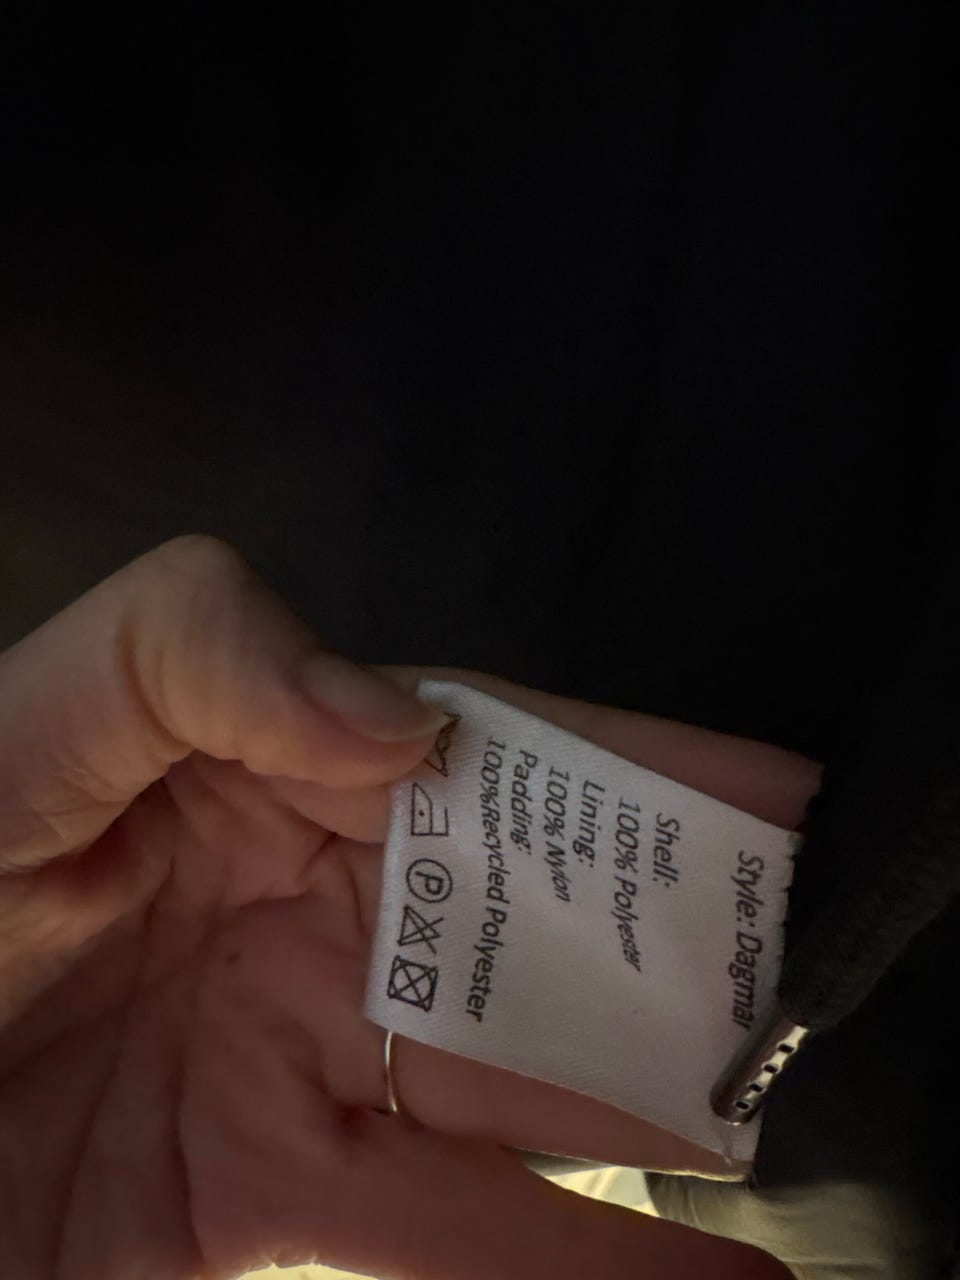 Style: Dagmar
Shell:
100% Polyester
Lining:
100% Nylon
Padding:
100%Recycled Polyester
P